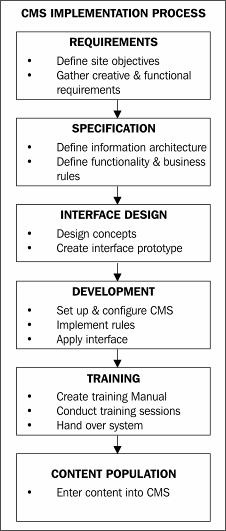 CMS IMPLEMENTATION PROCESS
REQUIREMENTS
• Define site objectives
• Gather creative & functional
requirements
SPECIFICATION
• Define information architecture
• Define functionality & business
rules
INTERFACE DESIGN
• Design concepts
• Create interface prototype
DEVELOPMENT
• Set up & configure CMS
• Implement rules
• Apply interface
TRAINING
• Create training Manual
• Conduct training sessions
• Hand over system
CONTENT POPULATION
• Enter content into CMS